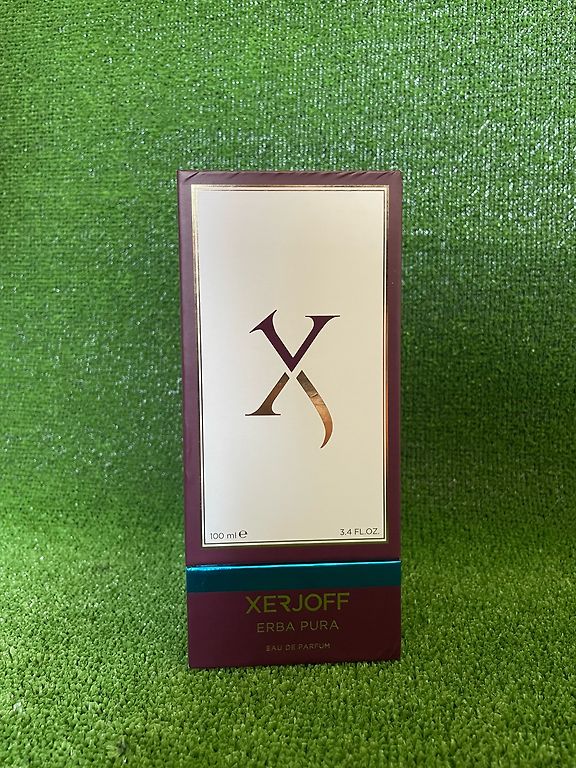 X
100 ml ℮ 3.4 FL.OZ.
XERJOFF
ERBA PURA
EAU DE PARFUM